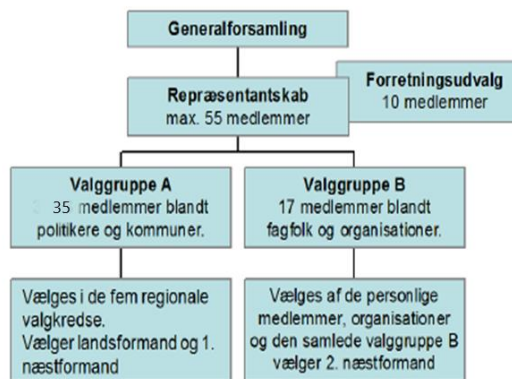 Generalforsamling
Repræsentantskab
max. 55 medlemmer
Forretningsudvalg
10 medlemmer
Valggruppe A
35 medlemmer blandt
politikere og kommuner.
Valggruppe B
17 medlemmer blandt
fagfolk og organisationer.
Vælges i de fem regionale
valgkredse.
Vælger landsformand og 1.
næstformand
Vælges af de personlige
medlemmer, organisationer
og den samlede valggruppe B
vælger 2. næstformand